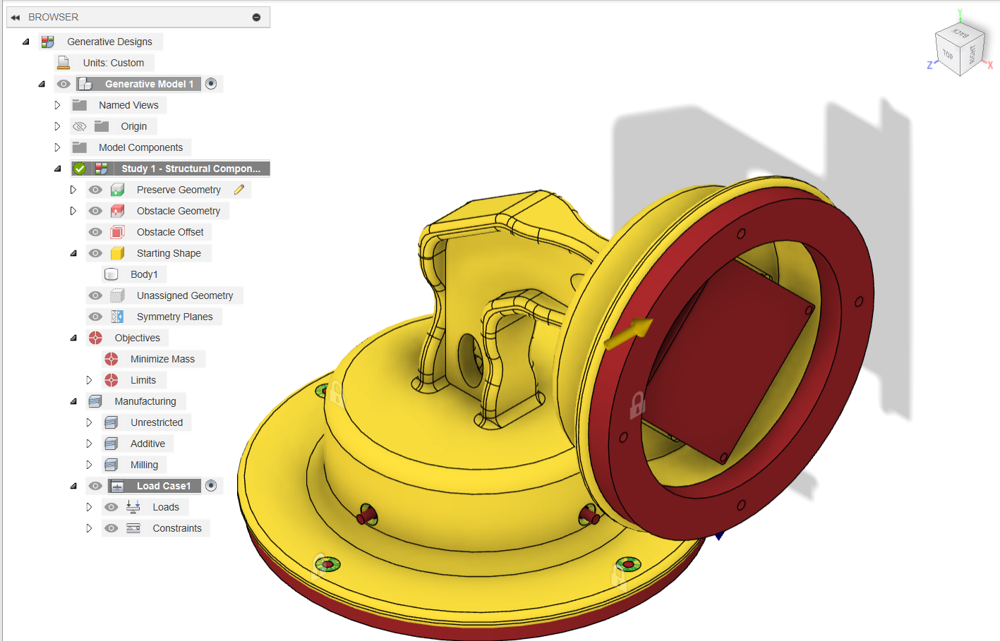 BROWSER
Generative Designs
Units: Custom
Generative Model 1
Named Views
Origin
Model Components
Study 1 - Structural Compon...
Preserve Geometry
Obstacle Geometry
Obstacle Offset
Starting Shape
Body1
Unassigned Geometry
Symmetry Planes
Objectives
Minimize Mass
Limits
Manufacturing
Unrestricted
Additive
Milling
Load Case1
Loads
Constraints
Y
BACK
TOP
RIGHT
Z
X